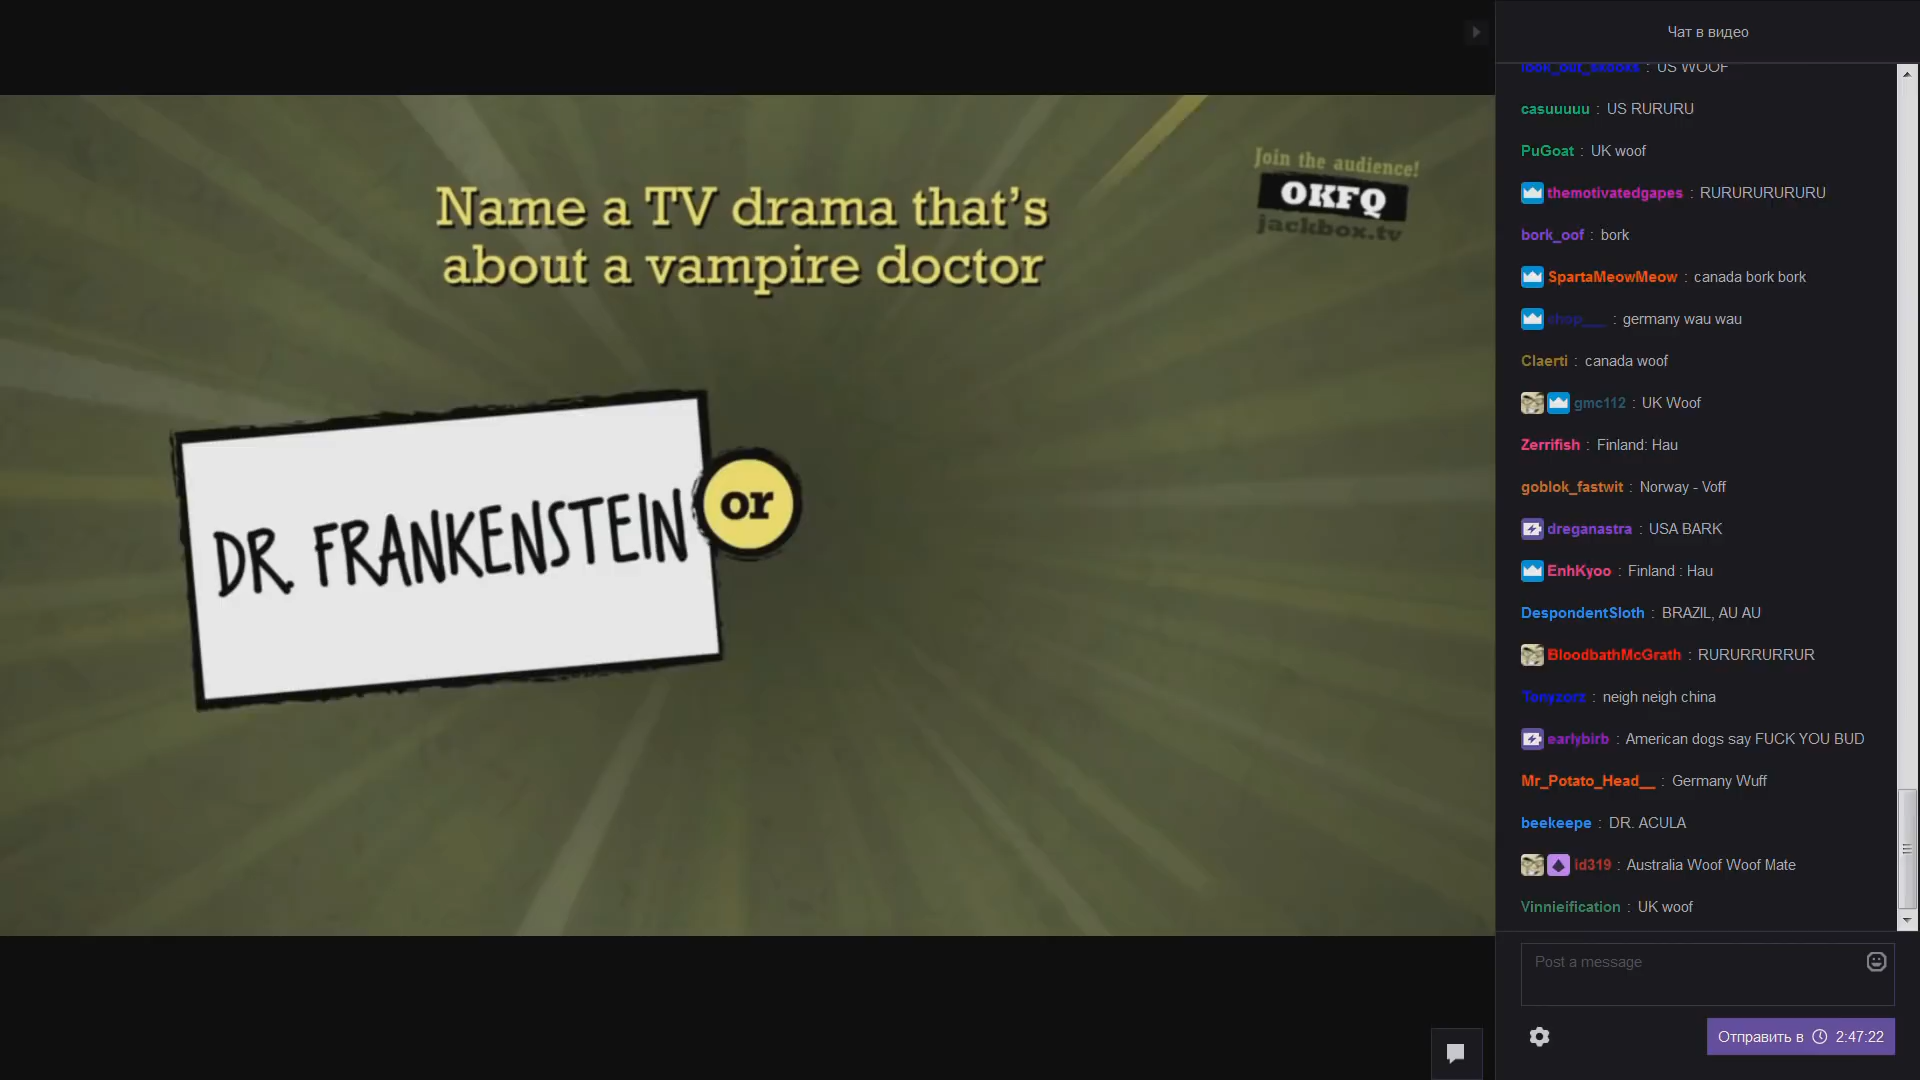 Name a TV drama that's
about a vampire doctor
Join the audience!
OKFQ
jackbox.tv
DR. FRANKENSTEIN
or
Чат в видео
look_out_skooks : US WOOF
casuuuuu : US RURURU
PuGoat : UK woof
themotivatedgapes : RURURURURURU
bork_oof : bork
SpartaMeowMeow : canada bork bork
shop___ : germany wau wau
Claerti : canada woof
gmc112 : UK Woof
Zerrifish : Finland: Hau
goblok_fastwit : Norway - Voff
dreganastra : USA BARK
EnhKyoo : Finland : Hau
DespondentSloth : BRAZIL, AU AU
BloodbathMcGrath : RURURRURRUR
Tonyzorz : neigh neigh china
earlybirb : American dogs say FUCK YOU BUD
Mr_Potato_Head__ : Germany Wuff
beekeepe : DR. ACULA
id319 : Australia Woof Woof Mate
Vinnieification : UK woof
Post a message
Отправить в 2:47:22